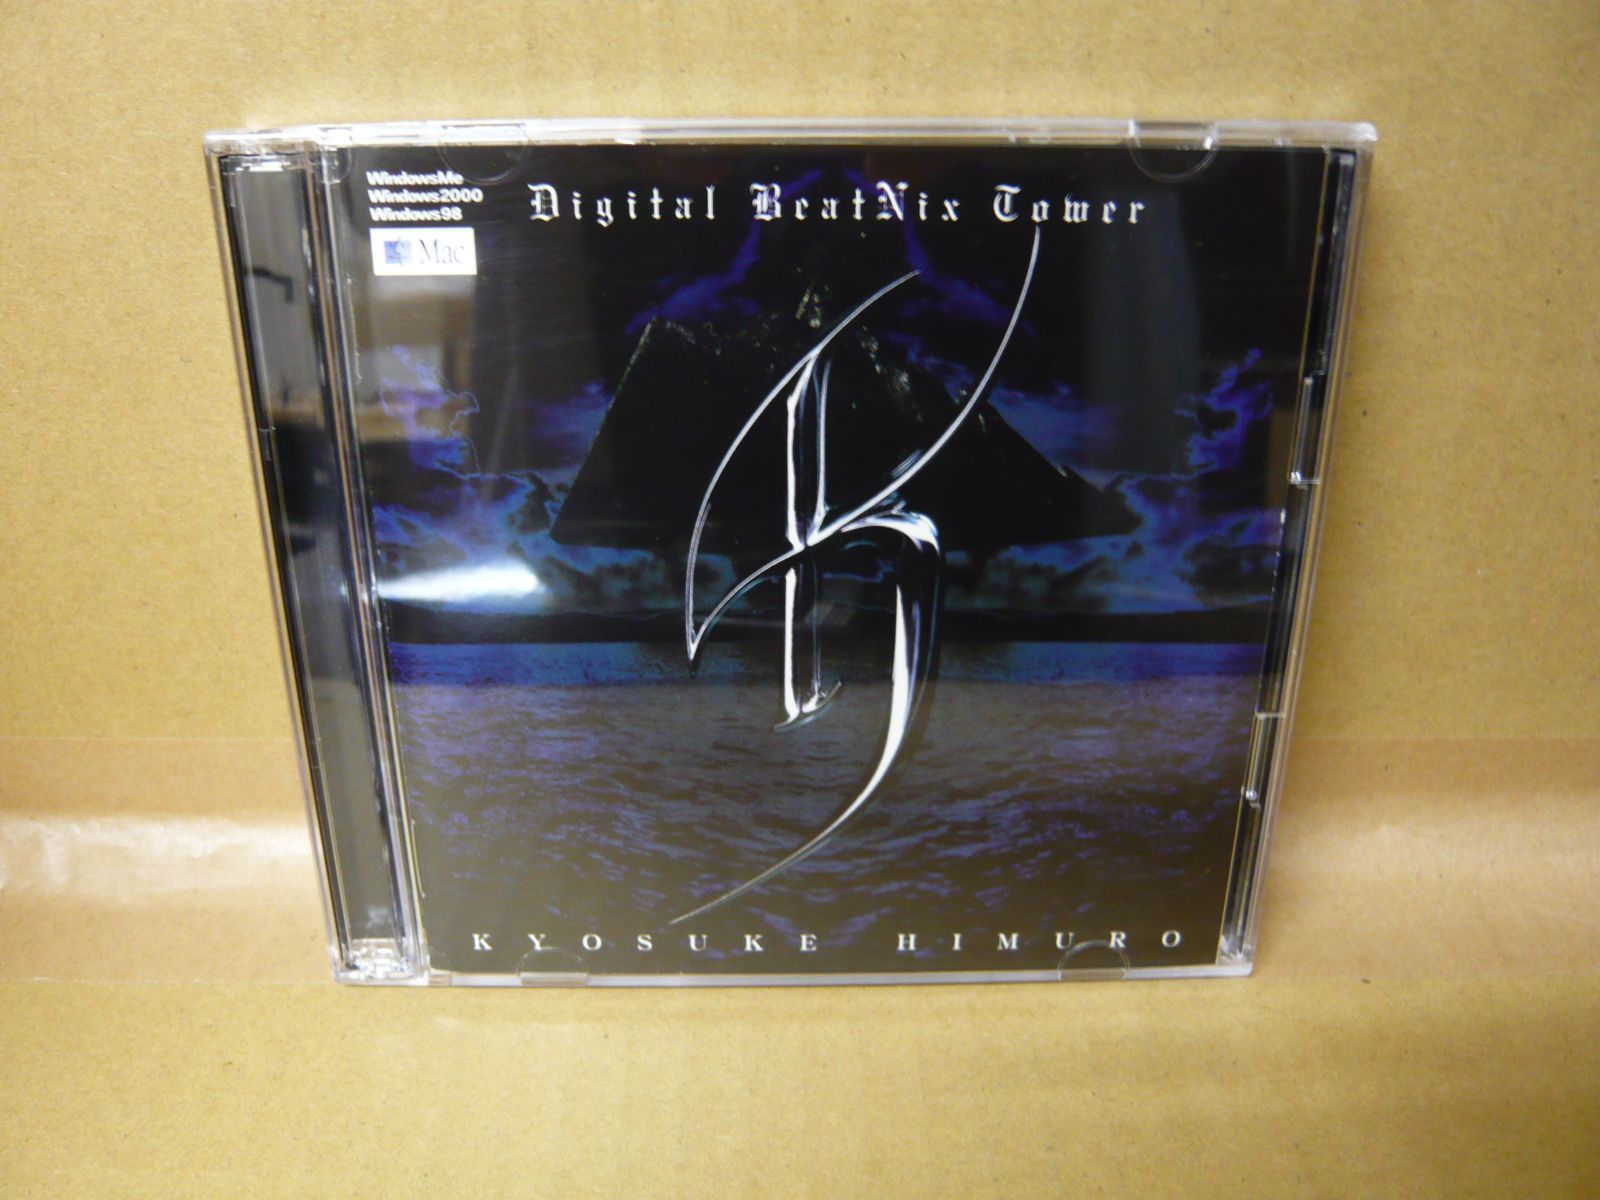 WindowsMe
Windows2000
Windows98
Mac
Digital BeatNix Tower
KYOSUKE HIMURO